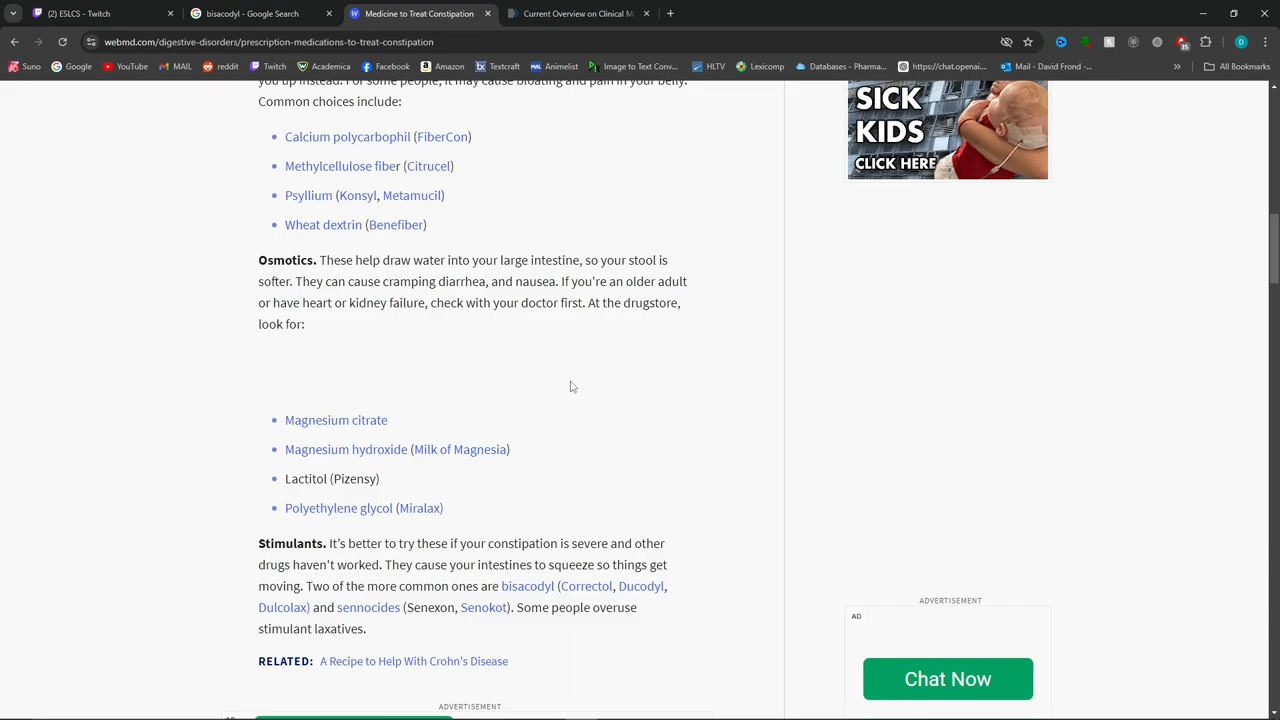 (2) ESLCS - Twitch
bisacodyl - Google Search
Medicine to Treat Constipation
Current Overview on Clinical M
webmd.com/digestive-disorders/prescription-medications-to-treat-constipation
35
D
Suno
Google
YouTube
MAIL
reddit
Twitch
Academica
Facebook
Amazon
Textcraft
Animelist
Image to Text Conv...
HLTV
Lexicomp
Databases - Pharma...
https://chat.openai....
Mail - David Frond -...
»
All Bookmarks
you up instead. For some people, it may cause bloating and pain in your belly.
Common choices include:
Calcium polycarbophil (FiberCon)
Methylcellulose fiber (Citrucel)
Psyllium (Konsyl, Metamucil)
Wheat dextrin (Benefiber)
Osmotics. These help draw water into your large intestine, so your stool is
softer. They can cause cramping diarrhea, and nausea. If you're an older adult
or have heart or kidney failure, check with your doctor first. At the drugstore,
look for:
Magnesium citrate
Magnesium hydroxide (Milk of Magnesia)
Lactitol (Pizensy)
Polyethylene glycol (Miralax)
Stimulants. It’s better to try these if your constipation is severe and other
drugs haven't worked. They cause your intestines to squeeze so things get
moving. Two of the more common ones are bisacodyl (Correctol, Ducodyl,
Dulcolax) and sennocides (Senexon, Senokot). Some people overuse
stimulant laxatives.
RELATED: A Recipe to Help With Crohn's Disease
ADVERTISEMENT
SICK
KIDS
CLICK HERE
ADVERTISEMENT
AD
Chat Now